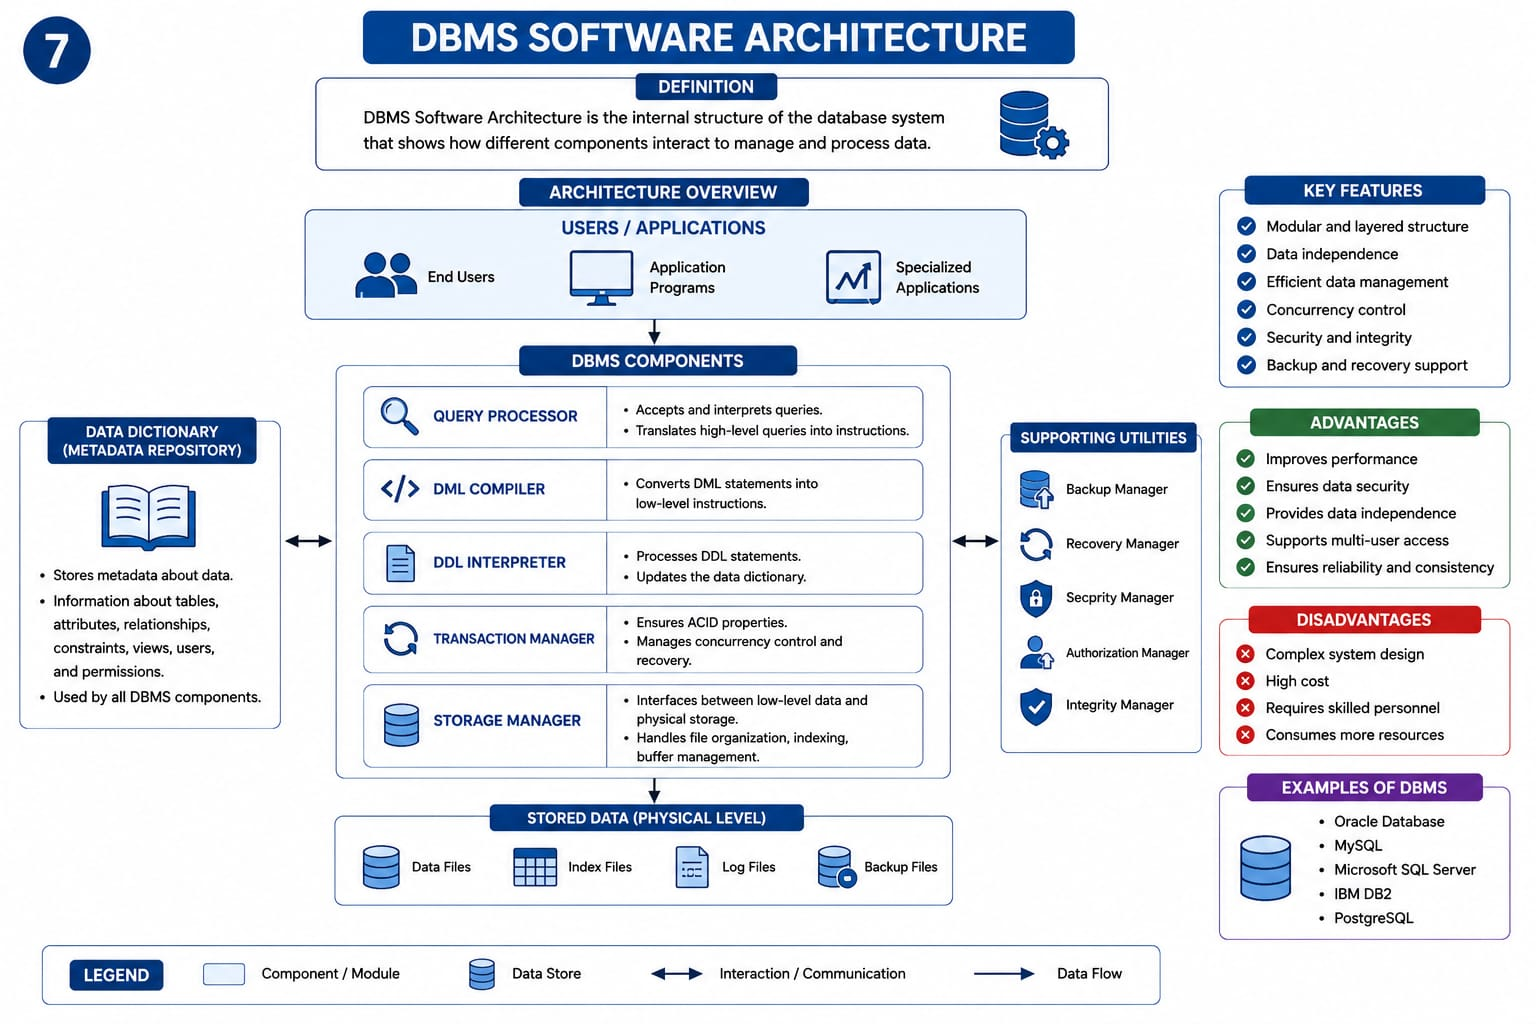 7
DBMS SOFTWARE ARCHITECTURE
DEFINITION
DBMS Software Architecture is the internal structure of the database system
that shows how different components interact to manage and process data.
ARCHITECTURE OVERVIEW
USERS / APPLICATIONS
End Users
Application
Programs
Specialized
Applications
DBMS COMPONENTS
QUERY PROCESSOR
• Accepts and interprets queries.
• Translates high-level queries into instructions.
DML COMPILER
• Converts DML statements into
low-level instructions.
DDL INTERPRETER
• Processes DDL statements.
• Updates the data dictionary.
TRANSACTION MANAGER
• Ensures ACID properties.
• Manages concurrency control and
recovery.
STORAGE MANAGER
• Interfaces between low-level data and
physical storage.
• Handles file organization, indexing,
buffer management.
DATA DICTIONARY
(METADATA REPOSITORY)
• Stores metadata about data.
• Information about tables,
attributes, relationships,
constraints, views, users,
and permissions.
• Used by all DBMS components.
SUPPORTING UTILITIES
Backup Manager
Recovery Manager
Secprity Manager
Authorization Manager
Integrity Manager
STORED DATA (PHYSICAL LEVEL)
Data Files
Index Files
Log Files
Backup Files
KEY FEATURES
Modular and layered structure
Data independence
Efficient data management
Concurrency control
Security and integrity
Backup and recovery support
ADVANTAGES
Improves performance
Ensures data security
Provides data independence
Supports multi-user access
Ensures reliability and consistency
DISADVANTAGES
Complex system design
High cost
Requires skilled personnel
Consumes more resources
EXAMPLES OF DBMS
• Oracle Database
• MySQL
• Microsoft SQL Server
• IBM DB2
• PostgreSQL
LEGEND
Component / Module
Data Store
Interaction / Communication
Data Flow